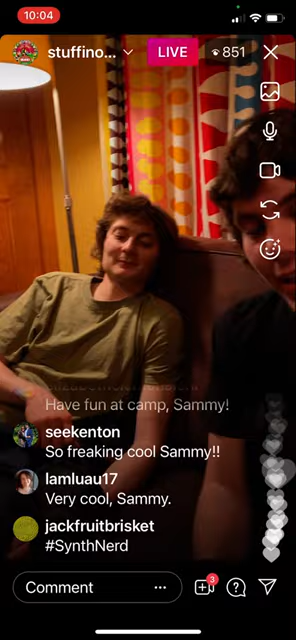 10:04
stuffino...
LIVE
851
Have fun at camp, Sammy!
seekenton
So freaking cool Sammy!!
lamluau17
Very cool, Sammy.
jackfruitbrisket
#SynthNerd
Comment
3